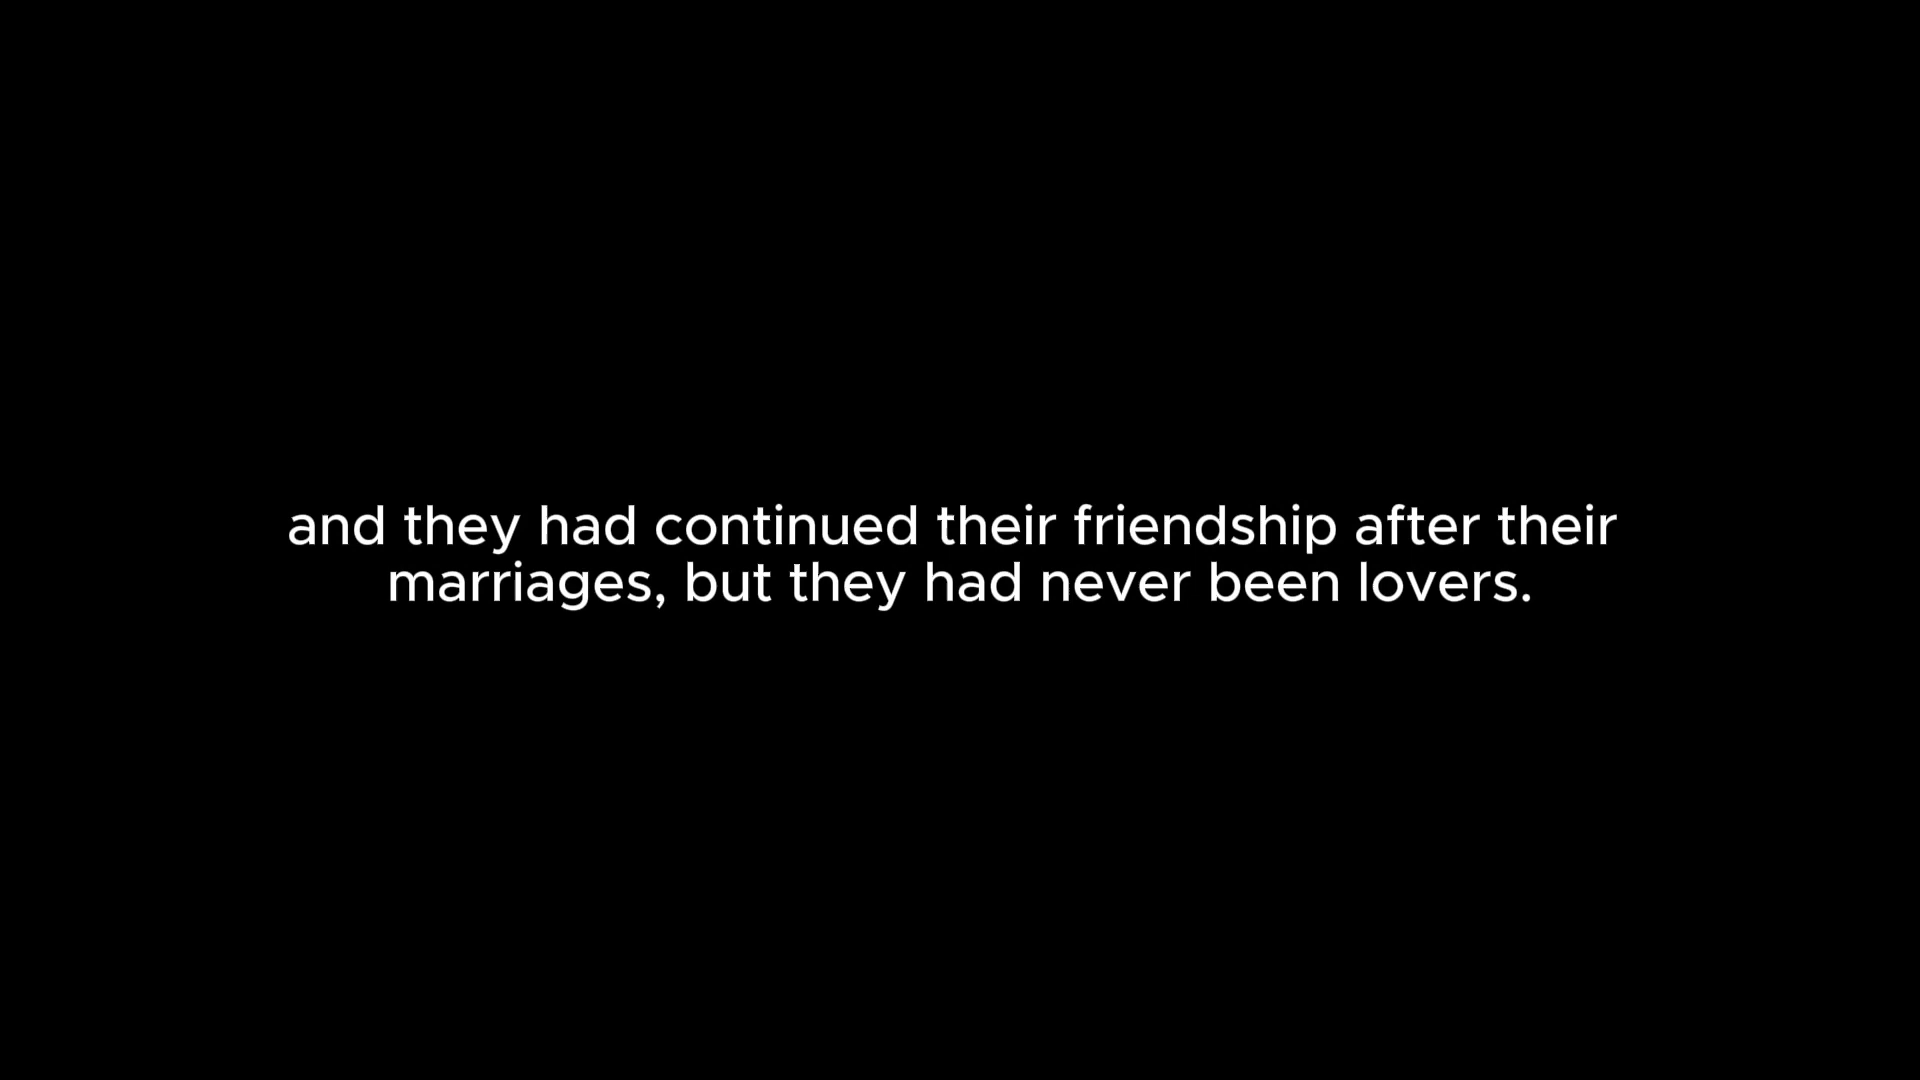 and they had continued their friendship after their
marriages, but they had never been lovers.